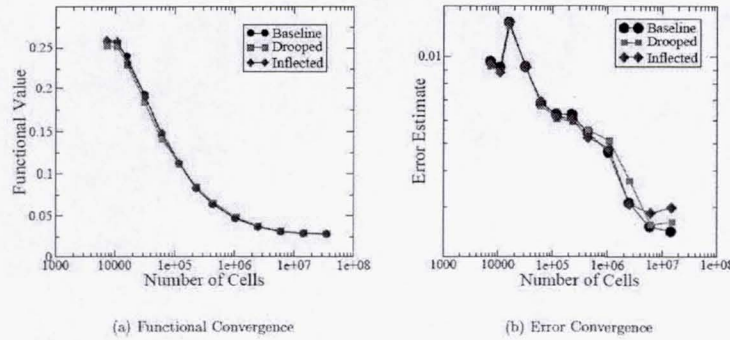 0.25
0.2
0.15
0.1
0.05
0
1000
10000
1e+05
1e+06
1e+07
1e+08
Functional Value
Number of Cells
Baseline
Drooped
Inflected
(a) Functional Convergence
0.01
1000
10000
1e+05
1e+06
1e+07
1e+08
Error Estimate
Number of Cells
Baseline
Drooped
Inflected
(b) Error Convergence